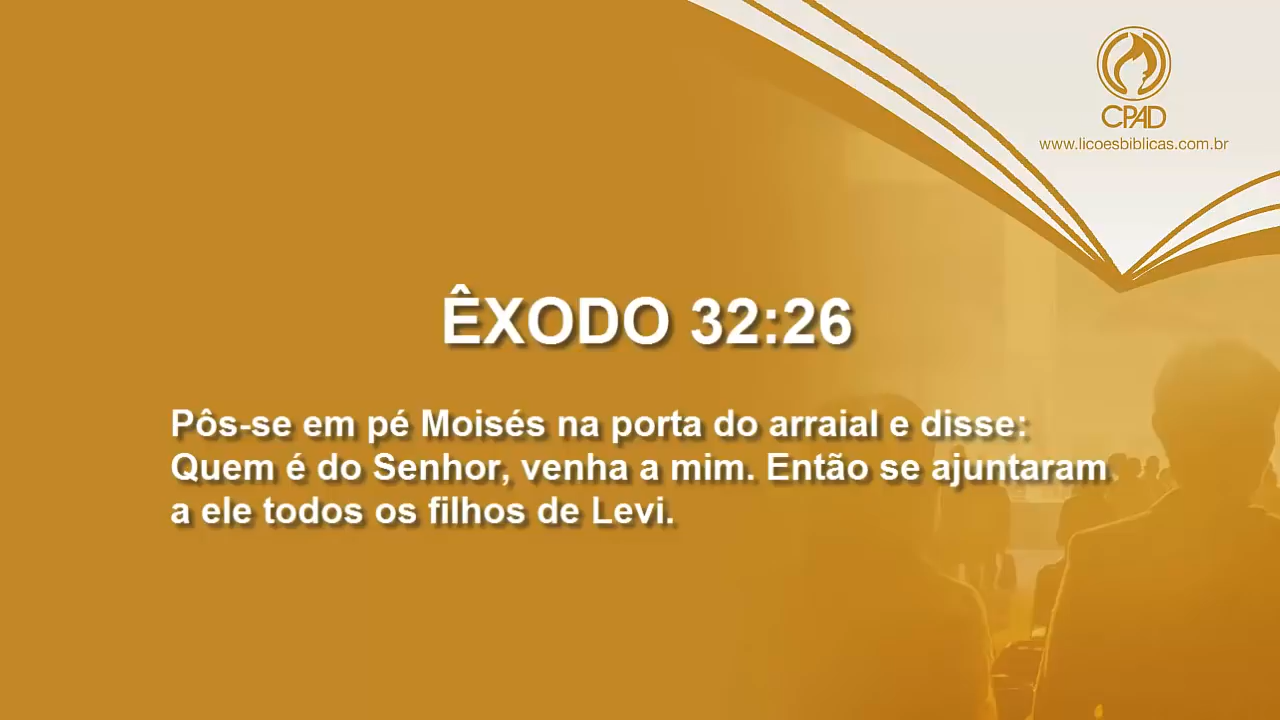 CPAD
www.licoesbiblicas.com.br
ÊXODO 32:26
Pôs-se em pé Moisés na porta do arraial e disse:
Quem é do Senhor, venha a mim. Então se ajuntaram
a ele todos os filhos de Levi.